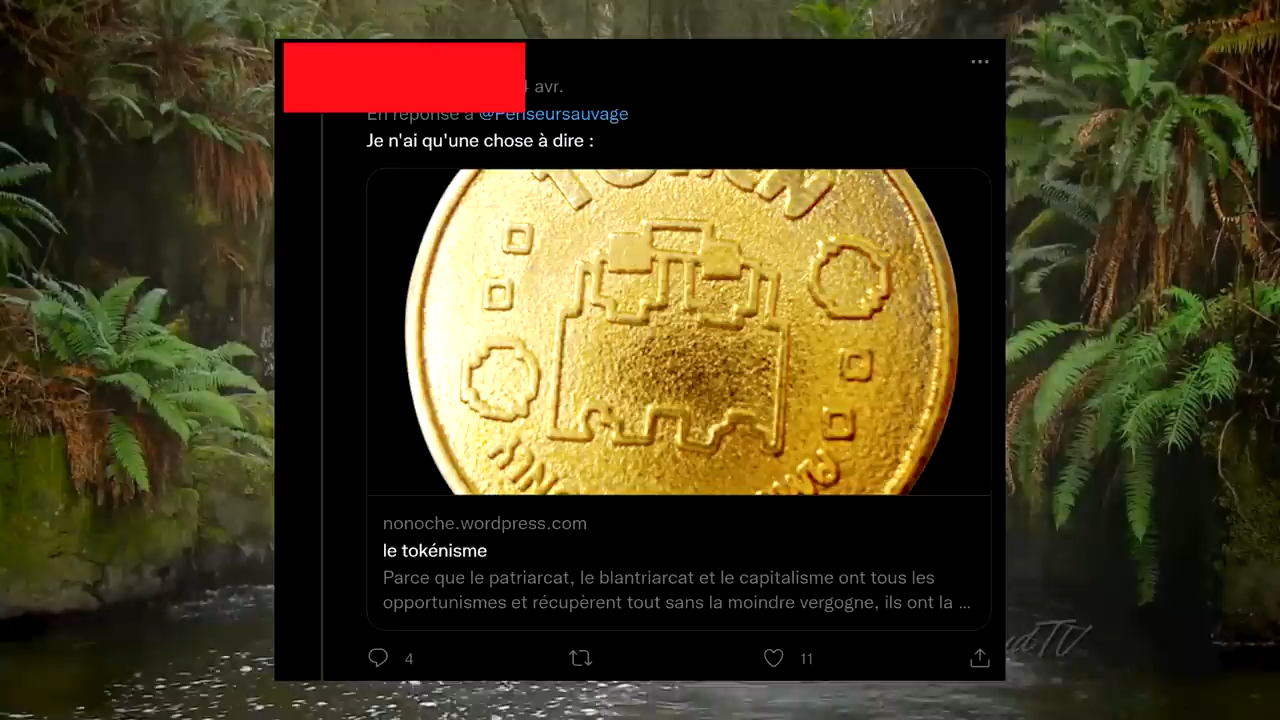 avr.
En réponse à @Penseursauvage
Je n'ai qu'une chose à dire :
TOKEN
nonoche.wordpress.com
le tokénisme
Parce que le patriarcat, le blantriarcat et le capitalisme ont tous les
opportunismes et récupèrent tout sans la moindre vergogne, ils ont la ...
4
11